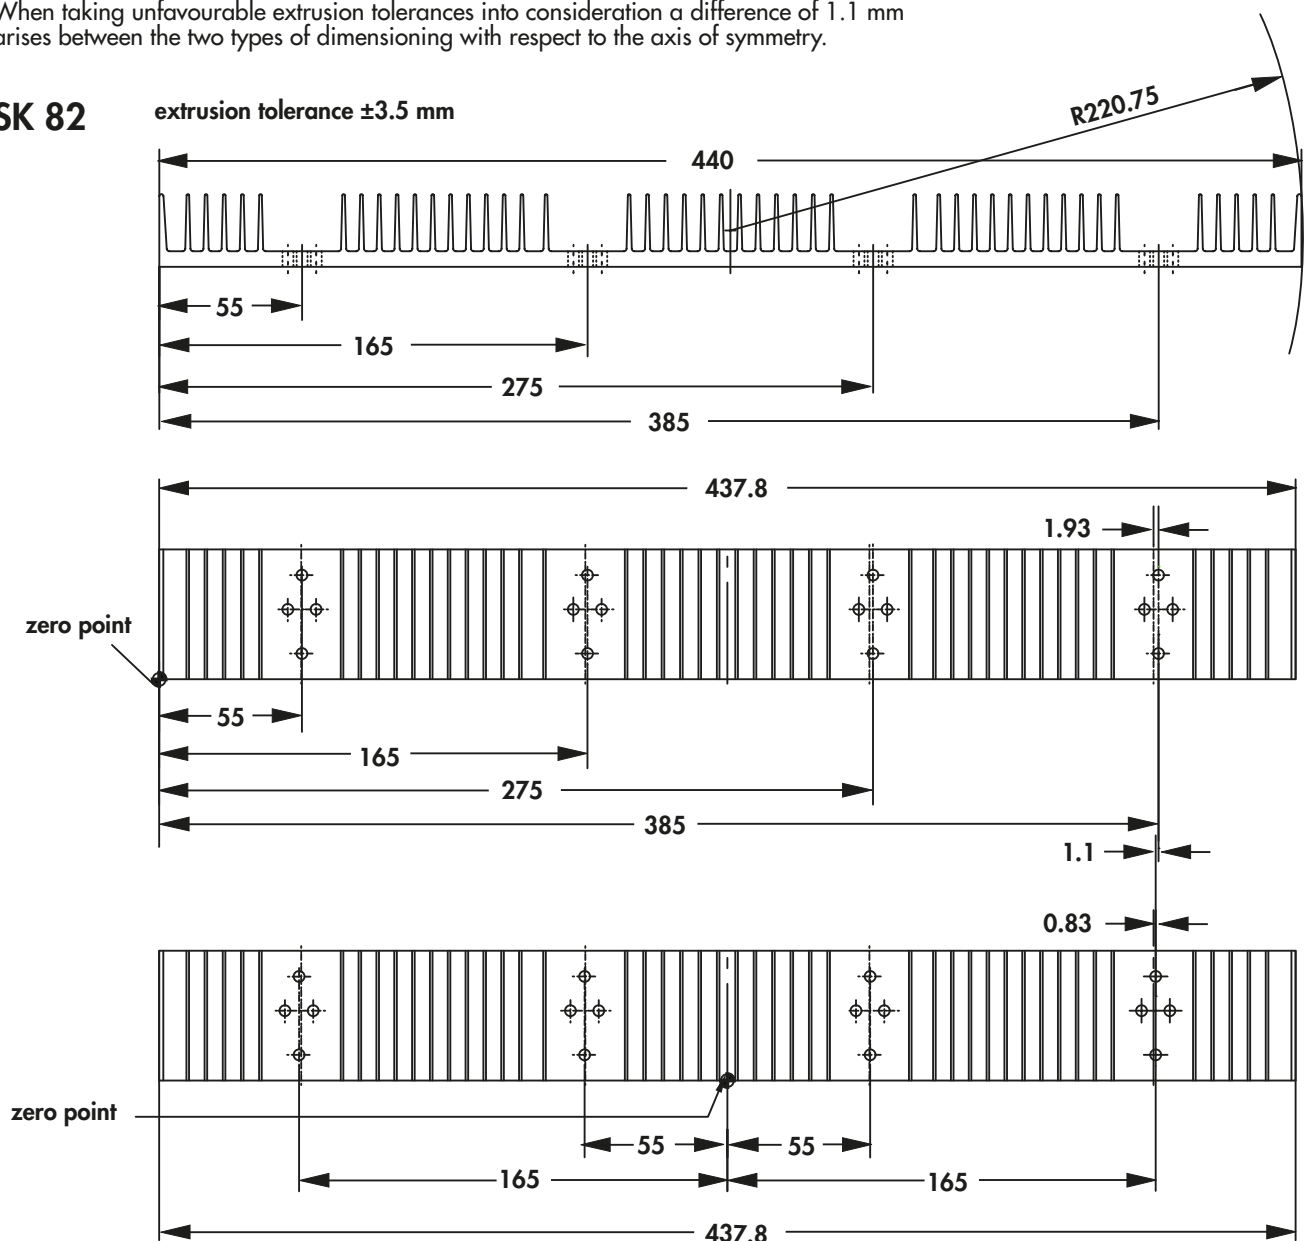 When taking unfavourable extrusion tolerances into consideration a difference of 1.1 mm
arises between the two types of dimensioning with respect to the axis of symmetry.
SK 82
extrusion tolerance ±3.5 mm
R220.75
440
55
165
275
385
437.8
1.93
zero point
55
165
275
385
1.1
0.83
zero point
55 55
165 165
437.8